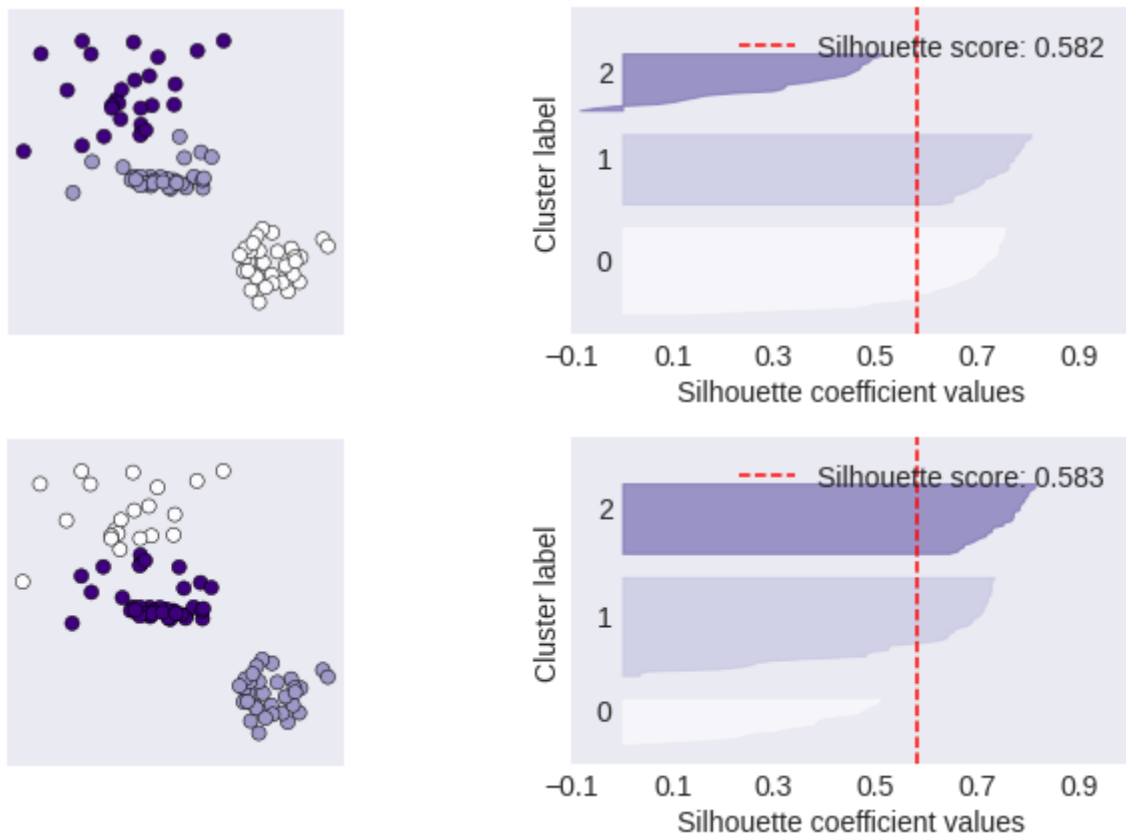 Silhouette score: 0.582
2
1
0
Cluster label
−0.1 0.1 0.3 0.5 0.7 0.9
Silhouette coefficient values
Silhouette score: 0.583
2
1
0
Cluster label
−0.1 0.1 0.3 0.5 0.7 0.9
Silhouette coefficient values